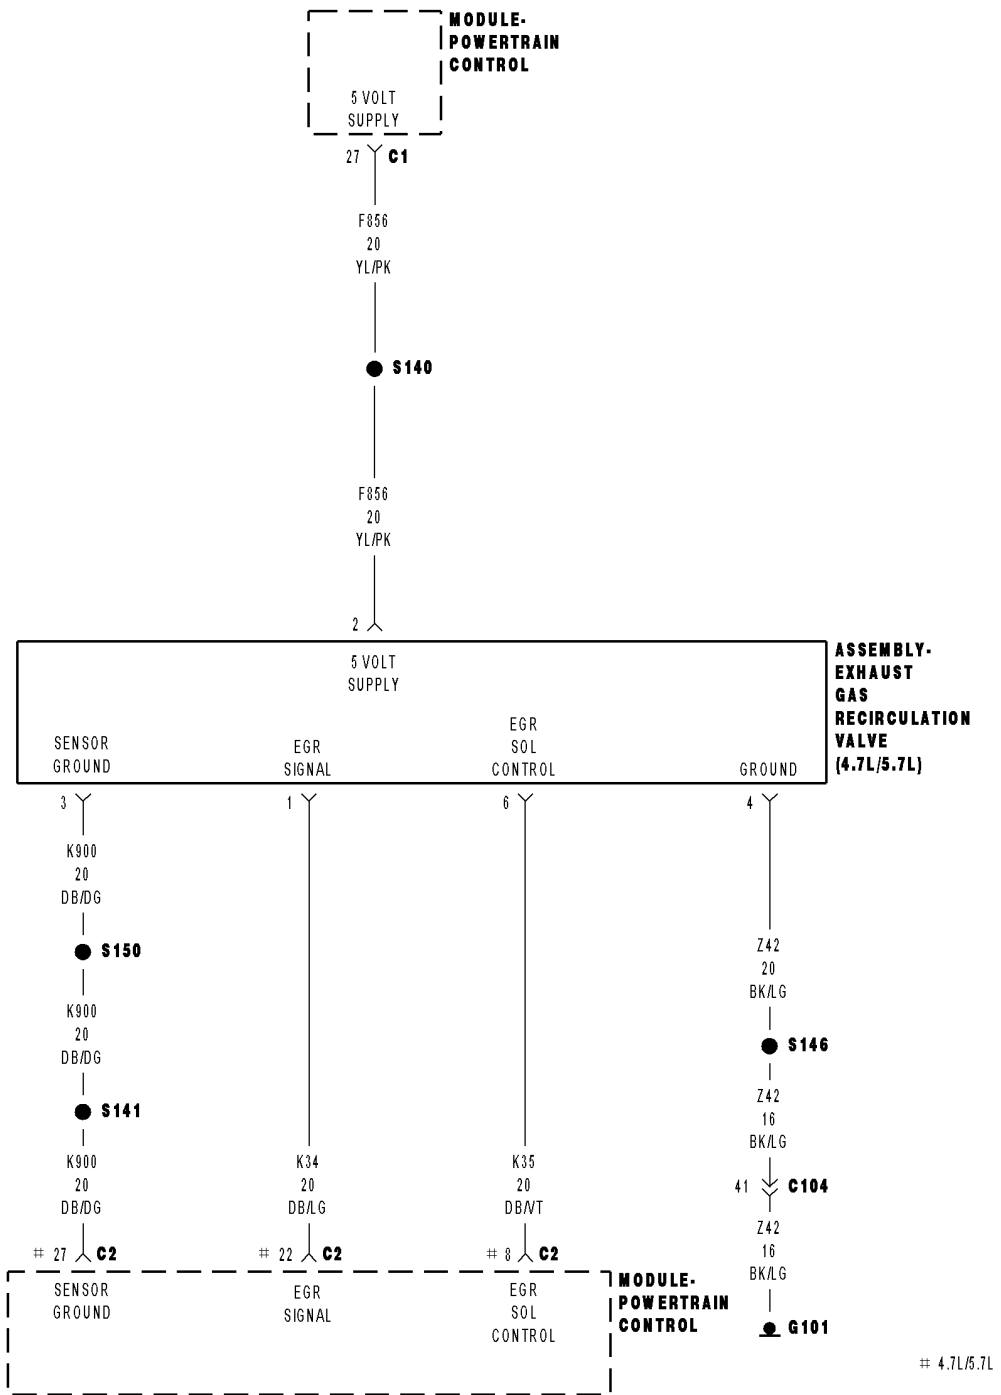 MODULE-
POWERTRAIN
CONTROL
5 VOLT
SUPPLY
27 C1
F856
20
YL/PK
S140
F856
20
YL/PK
2
5 VOLT
SUPPLY
ASSEMBLY-
EXHAUST
GAS
RECIRCULATION
VALVE
(4.7L/5.7L)
SENSOR
GROUND
EGR
SIGNAL
EGR
SOL
CONTROL
GROUND
3 1 6 4
K900
20
DB/DG
S150
K900
20
DB/DG
S141
K900
20
DB/DG
# 27 C2
K34
20
DB/LG
# 22 C2
K35
20
DB/VT
# 8 C2
Z42
20
BK/LG
S146
Z42
16
BK/LG
41 C104
Z42
16
BK/LG
G101
SENSOR
GROUND
EGR
SIGNAL
EGR
SOL
CONTROL
MODULE-
POWERTRAIN
CONTROL
# 4.7L/5.7L